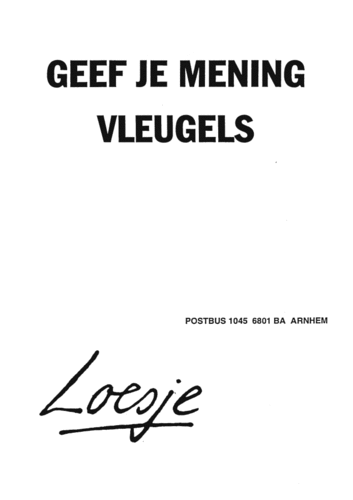 GEEF JE MENING
VLEUGELS
POSTBUS 1045 6801 BA ARNHEM
Loesje